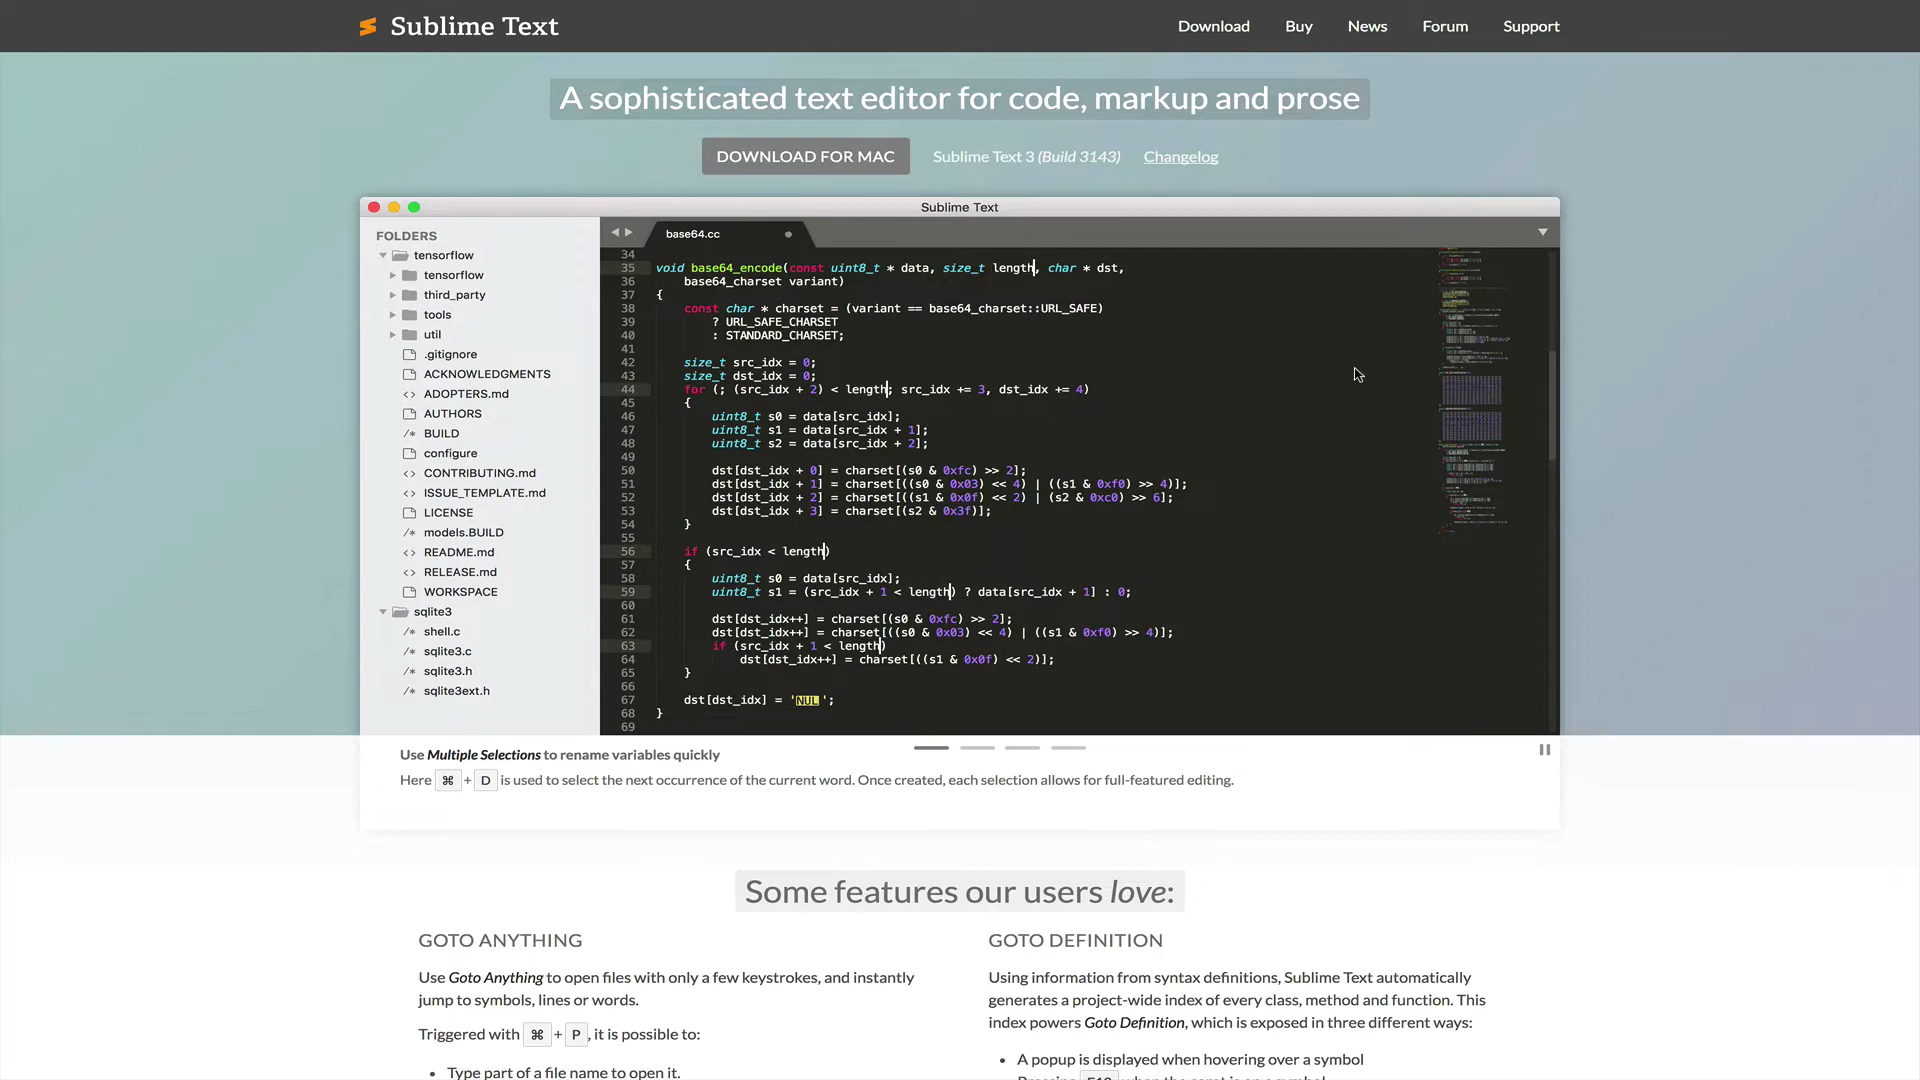 Sublime Text
Download
Buy
News
Forum
Support
A sophisticated text editor for code, markup and prose
DOWNLOAD FOR MAC
Sublime Text 3 (Build 3143)
Changelog
Sublime Text
FOLDERS
tensorflow
tensorflow
third_party
tools
util
.gitignore
ACKNOWLEDGMENTS
ADOPTERS.md
AUTHORS
/* BUILD
configure
<> CONTRIBUTING.md
<> ISSUE_TEMPLATE.md
LICENSE
/* models.BUILD
<> README.md
<> RELEASE.md
WORKSPACE
sqlite3
/* shell.c
/* sqlite3.c
/* sqlite3.h
/* sqlite3ext.h
base64.cc
34
35 void base64_encode(const uint8_t * data, size_t length, char * dst,
36 base64_charset variant)
37 {
38 const char * charset = (variant == base64_charset::URL_SAFE)
39 ? URL_SAFE_CHARSET
40 : STANDARD_CHARSET;
41
42 size_t src_idx = 0;
43 size_t dst_idx = 0;
44 for (; (src_idx + 2) < length; src_idx += 3, dst_idx += 4)
45 {
46 uint8_t s0 = data[src_idx];
47 uint8_t s1 = data[src_idx + 1];
48 uint8_t s2 = data[src_idx + 2];
49
50 dst[dst_idx + 0] = charset[(s0 & 0xfc) >> 2];
51 dst[dst_idx + 1] = charset[((s0 & 0x03) << 4) | ((s1 & 0xf0) >> 4)];
52 dst[dst_idx + 2] = charset[((s1 & 0x0f) << 2) | (s2 & 0xc0) >> 6];
53 dst[dst_idx + 3] = charset[(s2 & 0x3f)];
54 }
55
56 if (src_idx < length)
57 {
58 uint8_t s0 = data[src_idx];
59 uint8_t s1 = (src_idx + 1 < length) ? data[src_idx + 1] : 0;
60
61 dst[dst_idx++] = charset[(s0 & 0xfc) >> 2];
62 dst[dst_idx++] = charset[((s0 & 0x03) << 4) | ((s1 & 0xf0) >> 4)];
63 if (src_idx + 1 < length)
64 dst[dst_idx++] = charset[((s1 & 0x0f) << 2)];
65 }
66
67 dst[dst_idx] = 'NUL';
68 }
69
Use Multiple Selections to rename variables quickly
Here ⌘ + D is used to select the next occurrence of the current word. Once created, each selection allows for full-featured editing.
Some features our users love:
GOTO ANYTHING
Use Goto Anything to open files with only a few keystrokes, and instantly
jump to symbols, lines or words.
Triggered with ⌘ + P, it is possible to:
• Type part of a file name to open it.
GOTO DEFINITION
Using information from syntax definitions, Sublime Text automatically
generates a project-wide index of every class, method and function. This
index powers Goto Definition, which is exposed in three different ways:
• A popup is displayed when hovering over a symbol